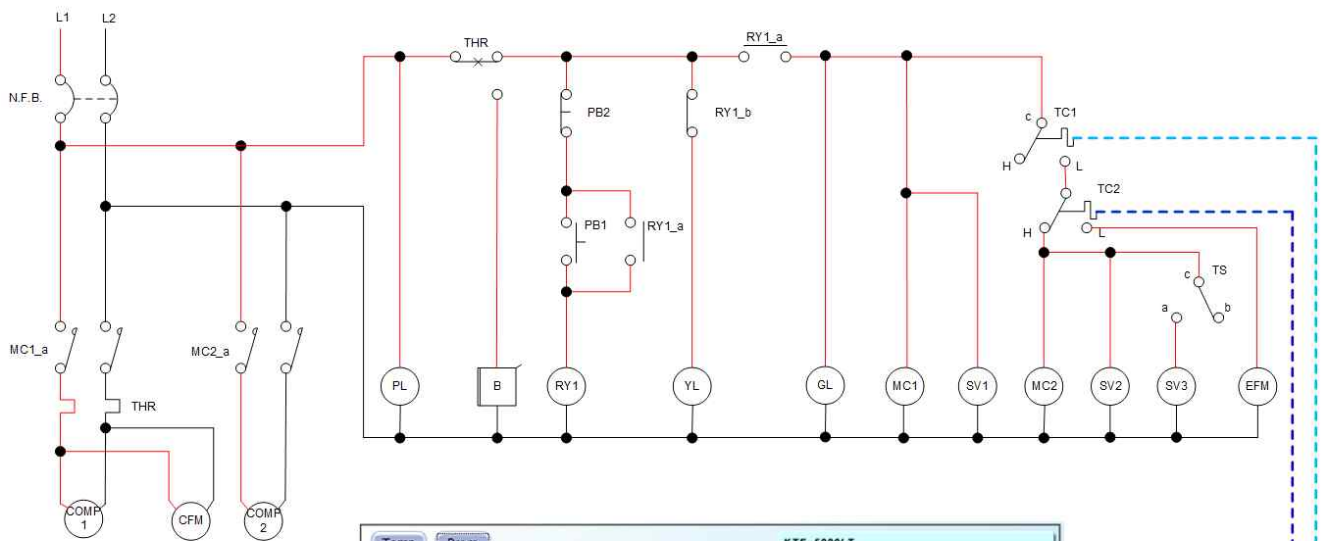 L1 L2
N.F.B.
THR
RY1_a
PB2
RY1_b
c TC1
H L
TC2
H L
PB1
RY1_a
c TS
a b
MC1_a
MC2_a
THR
PL B RY1 YL GL MC1 SV1 MC2 SV2 SV3 EFM
COMP
1
CFM
COMP
2